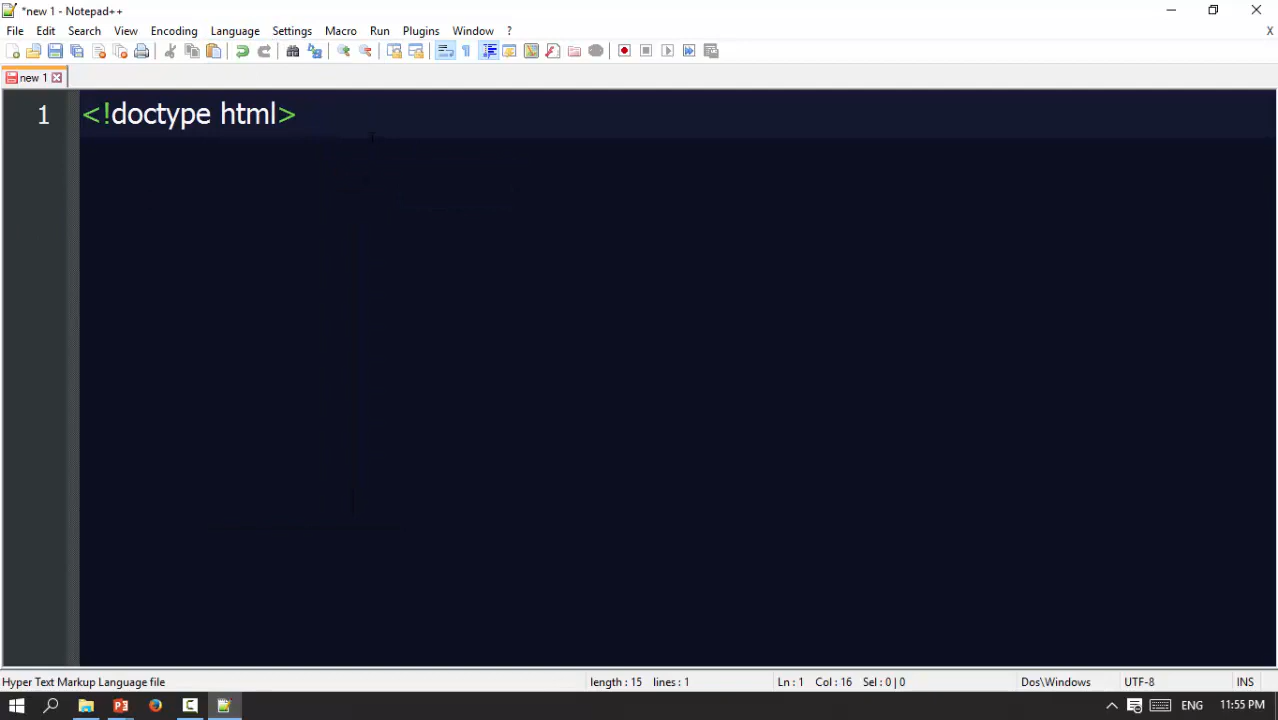 *new 1 - Notepad++
File Edit Search View Encoding Language Settings Macro Run Plugins Window ? X
new 1
1 <!doctype html>
Hyper Text Markup Language file length : 15 lines : 1 Ln : 1 Col : 16 Sel : 0 | 0 Dos\Windows UTF-8 INS
ENG 11:55 PM